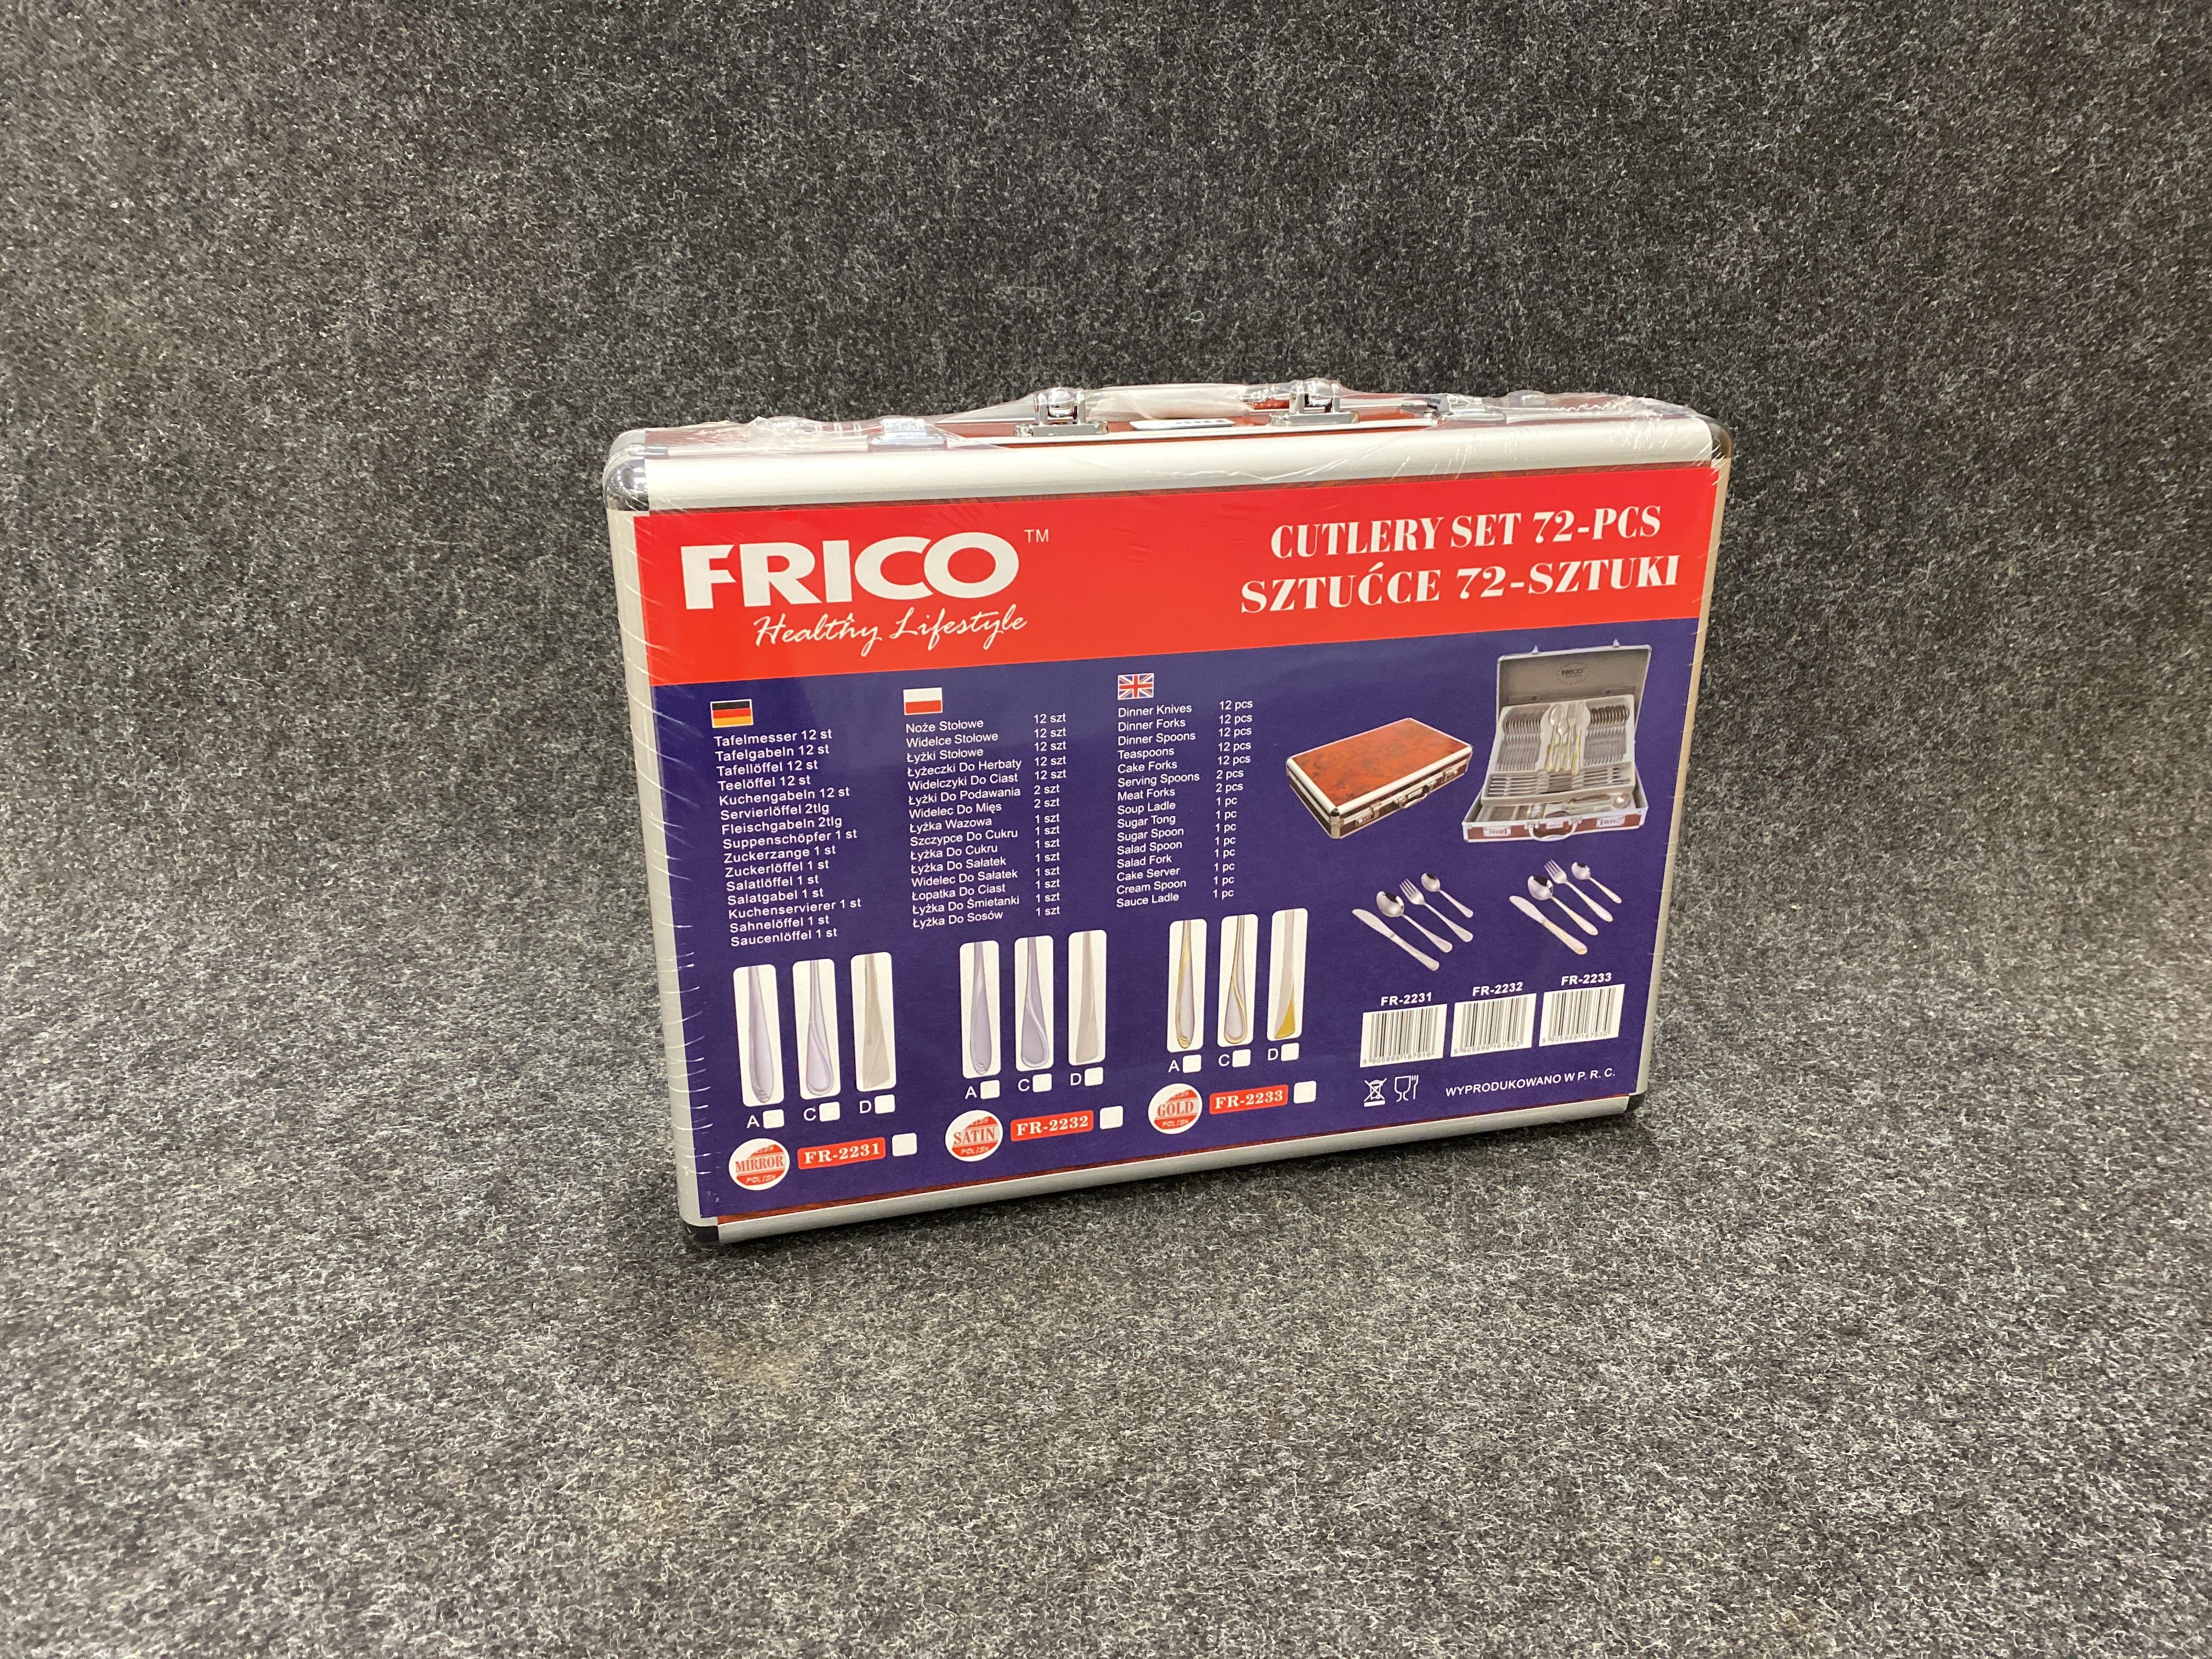 FRICO™
Healthy Lifestyle
CUTLERY SET 72-PCS
SZTUĆCE 72-SZTUKI
Tafelmesser 12 st
Tafelgabeln 12 st
Tafellöffel 12 st
Teelöffel 12 st
Kuchengabeln 12 st
Servierlöffel 2tlg
Fleischgabeln 2tlg
Suppenschöpfer 1 st
Zuckerzange 1 st
Zuckerlöffel 1 st
Salatlöffel 1 st
Salatgabel 1 st
Kuchenservierer 1 st
Sahnelöffel 1 st
Saucenlöffel 1 st
Noże Stołowe 12 szt
Widelce Stołowe 12 szt
Łyżki Stołowe 12 szt
Łyżeczki Do Herbaty 12 szt
Widelczyki Do Ciast 12 szt
Łyżki Do Podawania 2 szt
Widelec Do Mięs 2 szt
Łyżka Wazowa 1 szt
Szczypce Do Cukru 1 szt
Łyżka Do Cukru 1 szt
Łyżka Do Sałatek 1 szt
Widelec Do Sałatek 1 szt
Łopatka Do Ciast 1 szt
Łyżka Do Śmietanki 1 szt
Łyżka Do Sosów 1 szt
Dinner Knives 12 pcs
Dinner Forks 12 pcs
Dinner Spoons 12 pcs
Teaspoons 12 pcs
Cake Forks 12 pcs
Serving Spoons 2 pcs
Meat Forks 2 pcs
Soup Ladle 1 pc
Sugar Tong 1 pc
Sugar Spoon 1 pc
Salad Spoon 1 pc
Salad Fork 1 pc
Cake Server 1 pc
Cream Spoon 1 pc
Sauce Ladle 1 pc
FRICO
A C D
MIRROR
POLISH
FR-2231
A C D
SATIN
POLISH
FR-2232
A C D
GOLD
POLISH
FR-2233
FR-2231 FR-2232 FR-2233
WYPRODUKOWANO W P. R. C.